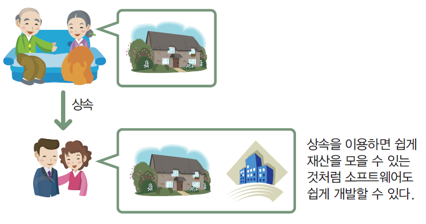 상속
상속을 이용하면 쉽게
재산을 모을 수 있는
것처럼 소프트웨어도
쉽게 개발할 수 있다.